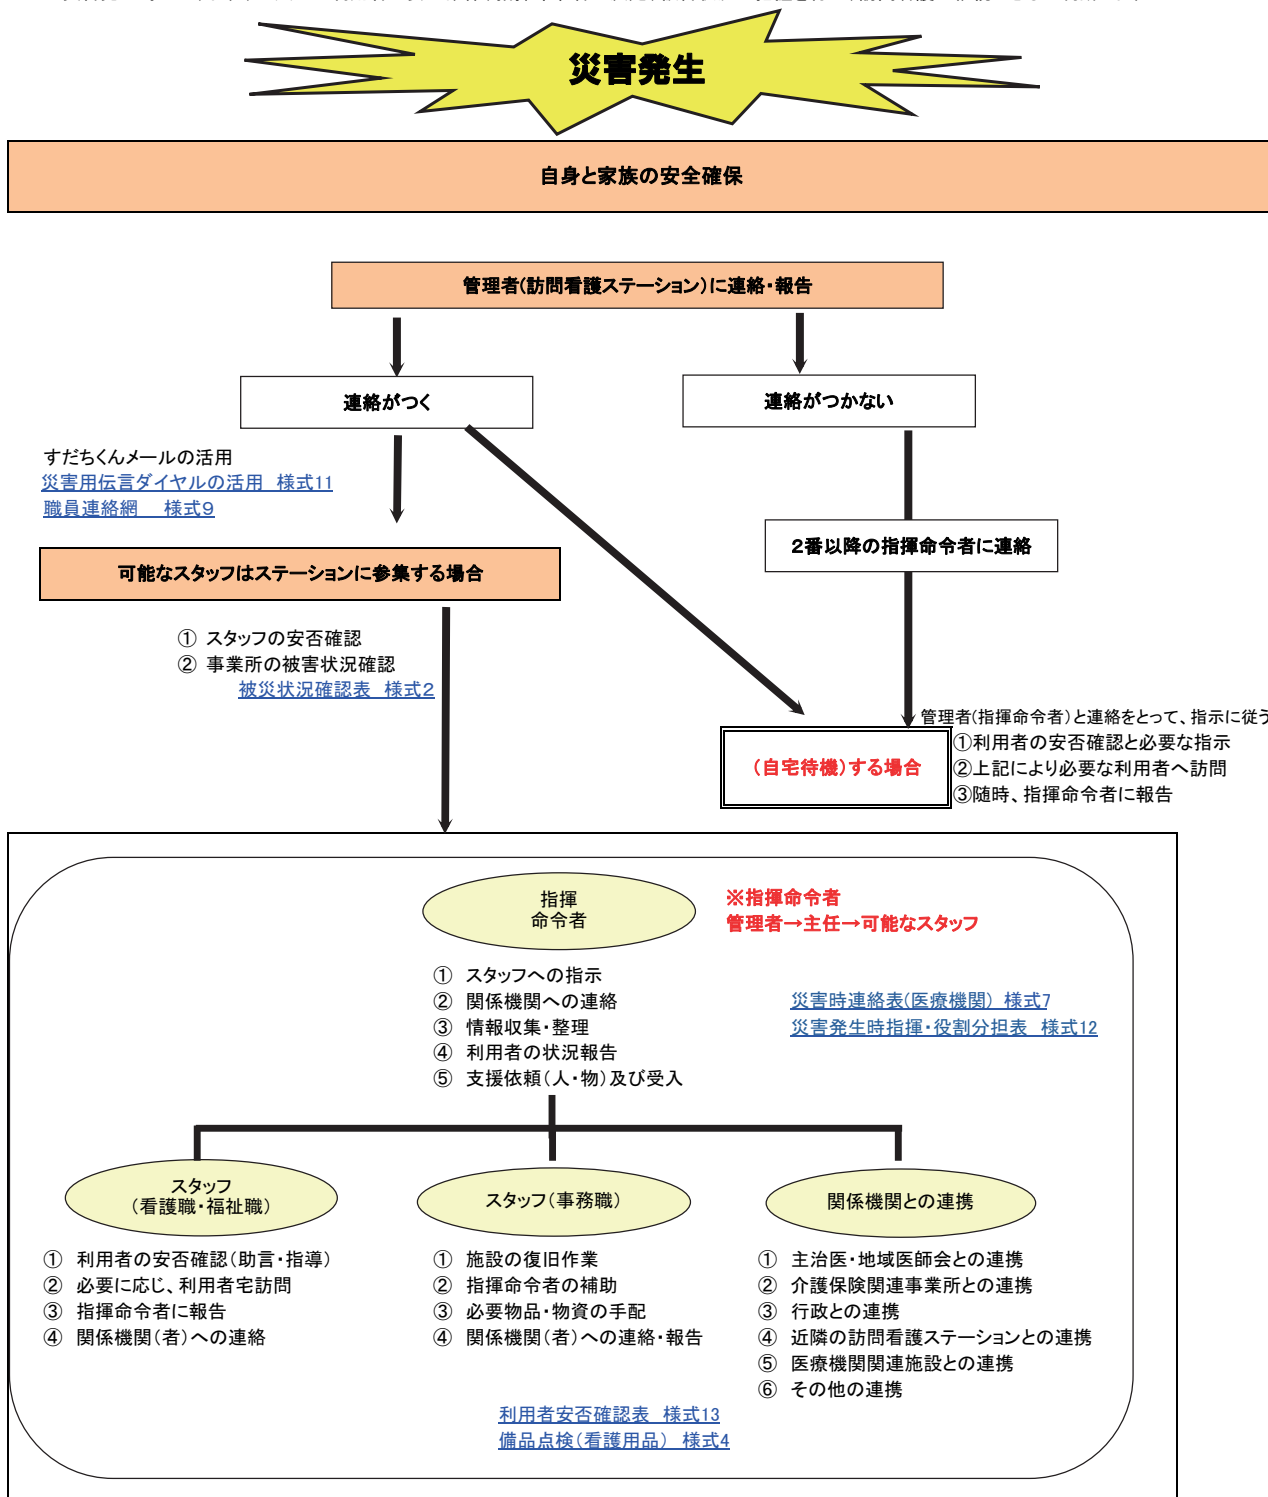 災害発生
自身と家族の安全確保
管理者(訪問看護ステーション)に連絡・報告
連絡がつく
連絡がつかない
すだちくんメールの活用
災害用伝言ダイヤルの活用 様式11
職員連絡網 様式9
2番以降の指揮命令者に連絡
可能なスタッフはステーションに参集する場合
① スタッフの安否確認
② 事業所の被害状況確認
被災状況確認表 様式2
管理者(指揮命令者)と連絡をとって、指示に従う
(自宅待機)する場合
①利用者の安否確認と必要な指示
②上記により必要な利用者へ訪問
③随時、指揮命令者に報告
指揮
命令者
※指揮命令者
管理者→主任→可能なスタッフ
① スタッフへの指示
② 関係機関への連絡
③ 情報収集・整理
④ 利用者の状況報告
⑤ 支援依頼(人・物)及び受入
災害時連絡表(医療機関) 様式7
災害発生時指揮・役割分担表 様式12
スタッフ
(看護職・福祉職)
① 利用者の安否確認(助言・指導)
② 必要に応じ、利用者宅訪問
③ 指揮命令者に報告
④ 関係機関(者)への連絡
スタッフ(事務職)
① 施設の復旧作業
② 指揮命令者の補助
③ 必要物品・物資の手配
④ 関係機関(者)への連絡・報告
関係機関との連携
① 主治医・地域医師会との連携
② 介護保険関連事業所との連携
③ 行政との連携
④ 近隣の訪問看護ステーションとの連携
⑤ 医療機関関連施設との連携
⑥ その他の連携
利用者安否確認表 様式13
備品点検(看護用品) 様式4